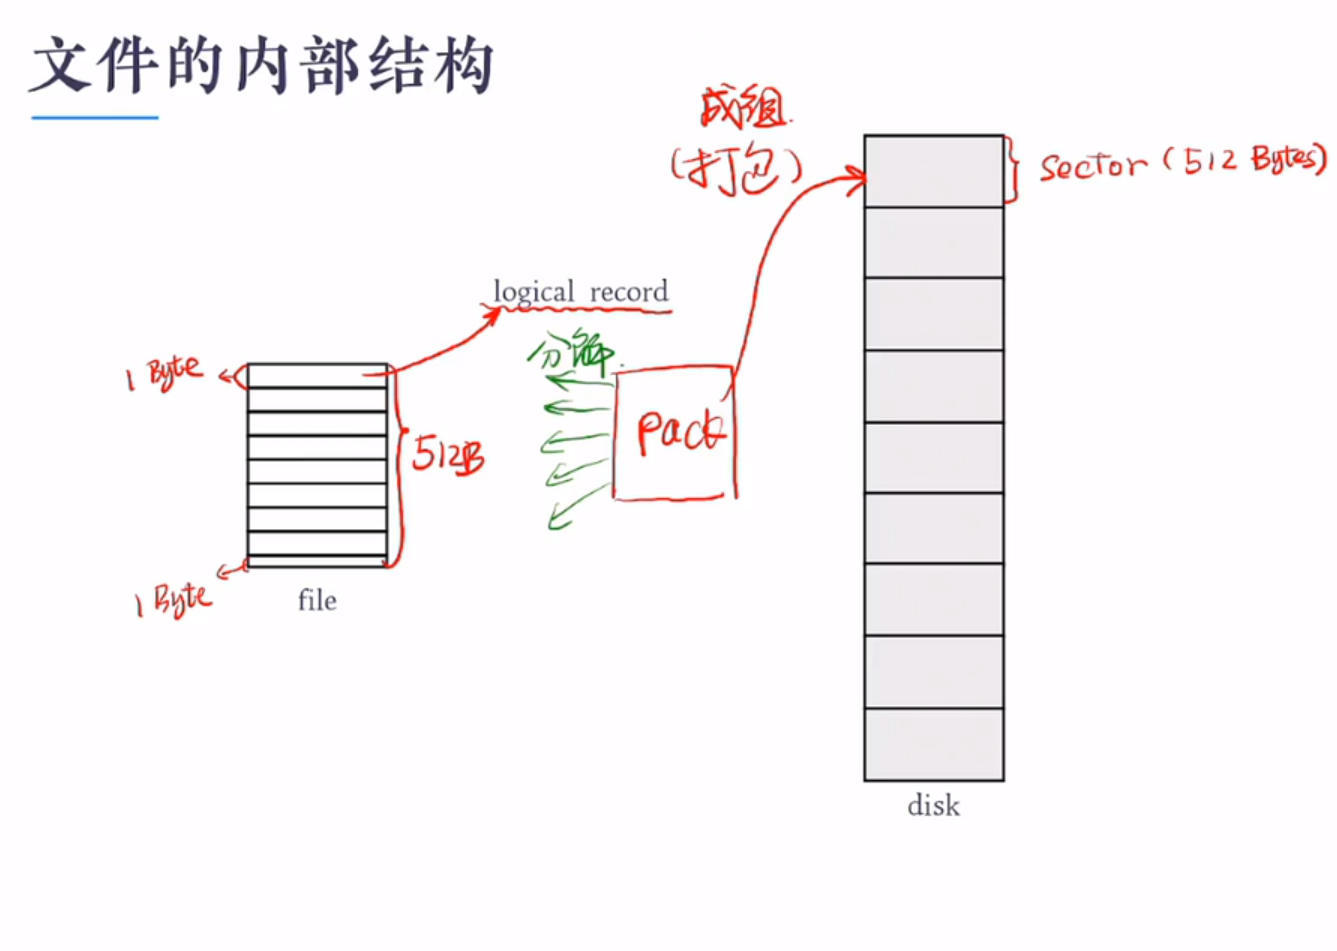 文件的内部结构
成组.
(打包)
sector (512 Bytes)
logical record
分解.
1 Byte
pack
512B
1 Byte
file
disk